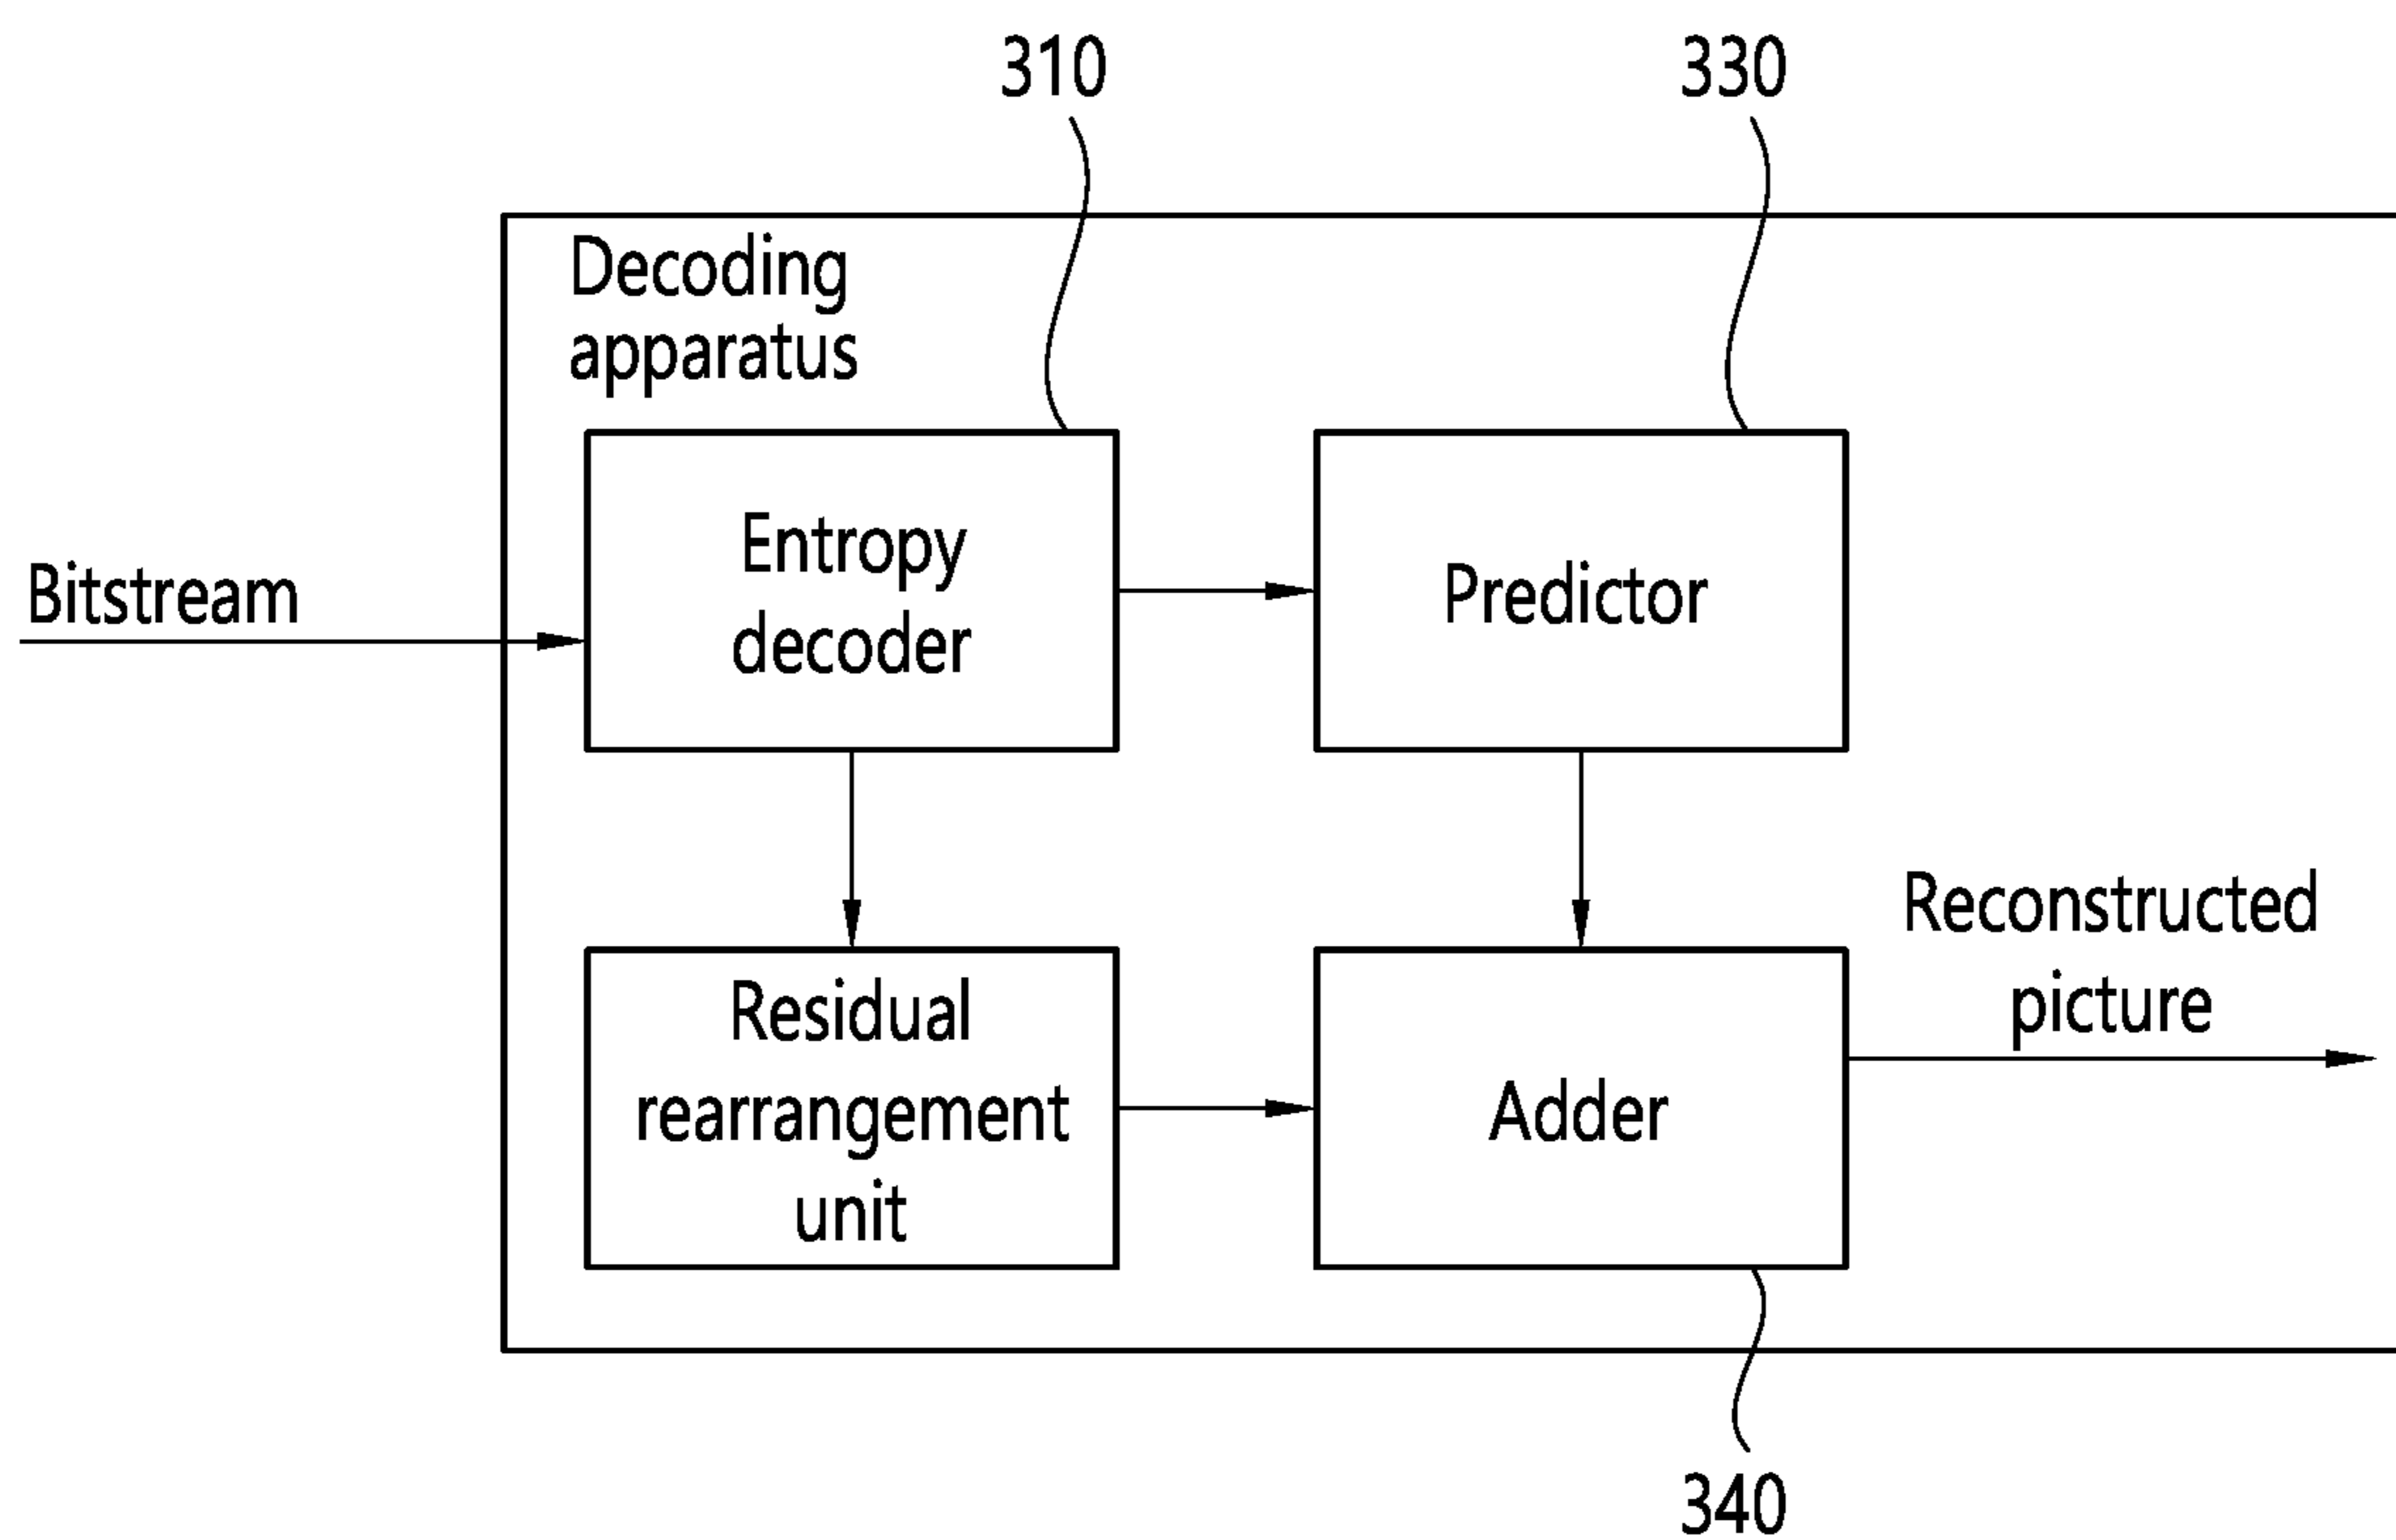 310
330
Decoding
apparatus
Entropy
decoder
Predictor
Bitstream
Residual
rearrangement
unit
Adder
Reconstructed
picture
340